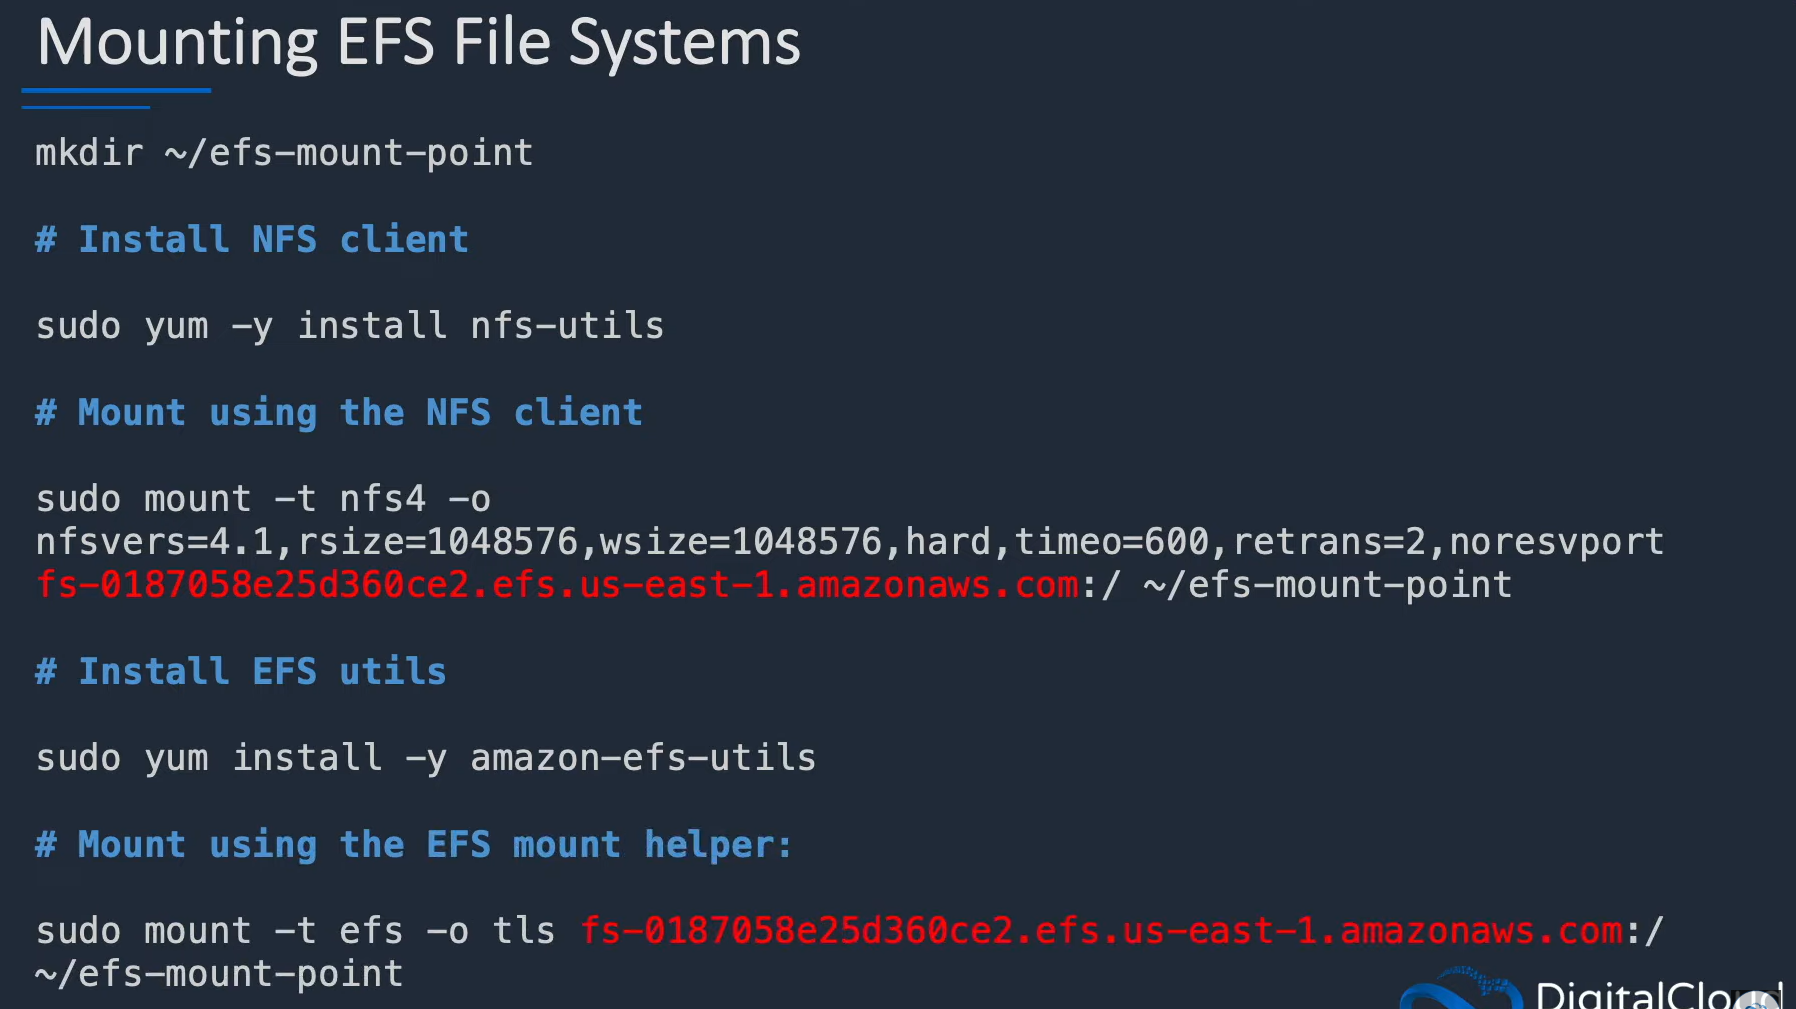 Mounting EFS File Systems
mkdir ~/efs-mount-point
# Install NFS client
sudo yum -y install nfs-utils
# Mount using the NFS client
sudo mount -t nfs4 -o
nfsvers=4.1,rsize=1048576,wsize=1048576,hard,timeo=600,retrans=2,noresvport
fs-0187058e25d360ce2.efs.us-east-1.amazonaws.com:/ ~/efs-mount-point
# Install EFS utils
sudo yum install -y amazon-efs-utils
# Mount using the EFS mount helper:
sudo mount -t efs -o tls fs-0187058e25d360ce2.efs.us-east-1.amazonaws.com:/
~/efs-mount-point
DigitalCloud